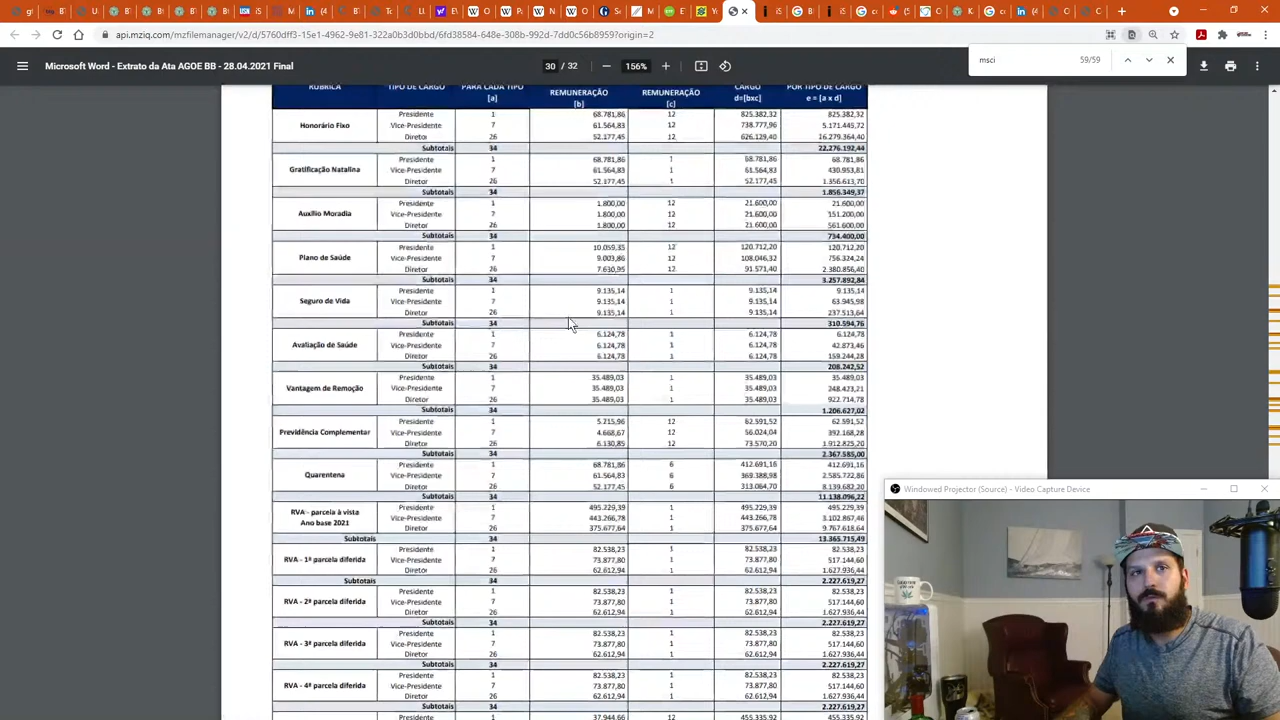 api.mziq.com/mzfilemanager/v2/d/5760dff3-15e1-4962-9e81-322a0b3d0bbd/6704064f-648e-308b-992d-7dd0c56b8959?origin=2
Microsoft Word - Extrato da Ata AGOE BB - 28.04.2021 Final
30 / 32
156%
msci
59/59
RUBRICA TIPO DE CARGO PARA CADA TIPO [a] REMUNERAÇÃO [b] REMUNERAÇÃO [c] CARGO d=[bxc] POR TIPO DE CARGO e = [a x d]
Honorário Fixo
Presidente 1 68.781,86 12 825.382,32 825.382,32
Vice-Presidente 7 61.564,83 12 738.777,96 5.171.445,72
Diretor 26 52.177,45 12 626.129,40 16.279.364,40
Subtotais 34 22.276.192,44
Gratificação Natalina
Presidente 1 68.781,86 1 68.781,86 68.781,86
Vice-Presidente 7 61.564,83 1 61.564,83 430.953,81
Diretor 26 52.177,45 1 52.177,45 1.356.613,70
Subtotais 34 1.856.349,37
Auxílio Moradia
Presidente 1 1.800,00 12 21.600,00 21.600,00
Vice-Presidente 7 1.800,00 12 21.600,00 151.200,00
Diretor 26 1.800,00 12 21.600,00 561.600,00
Subtotais 34 734.400,00
Plano de Saúde
Presidente 1 10.059,35 12 120.712,20 120.712,20
Vice-Presidente 7 9.003,86 12 108.046,32 756.324,24
Diretor 26 7.630,95 12 91.571,40 2.380.856,40
Subtotais 34 3.257.892,84
Seguro de Vida
Presidente 1 9.135,14 1 9.135,14 9.135,14
Vice-Presidente 7 9.135,14 1 9.135,14 63.945,98
Diretor 26 9.135,14 1 9.135,14 237.513,64
Subtotais 34 310.594,76
Avaliação de Saúde
Presidente 1 6.124,78 1 6.124,78 6.124,78
Vice-Presidente 7 6.124,78 1 6.124,78 42.873,46
Diretor 26 6.124,78 1 6.124,78 159.244,28
Subtotais 34 208.242,52
Vantagem de Remoção
Presidente 1 35.489,03 1 35.489,03 35.489,03
Vice-Presidente 7 35.489,03 1 35.489,03 248.423,21
Diretor 26 35.489,03 1 35.489,03 922.714,78
Subtotais 34 1.206.627,02
Previdência Complementar
Presidente 1 5.215,96 12 62.591,52 62.591,52
Vice-Presidente 7 4.668,67 12 56.024,04 392.168,28
Diretor 26 6.130,85 12 73.570,20 1.912.825,20
Subtotais 34 2.367.585,00
Quarentena
Presidente 1 68.781,86 6 412.691,16 412.691,16
Vice-Presidente 7 61.564,83 6 369.388,98 2.585.722,86
Diretor 26 52.177,45 6 313.064,70 8.139.682,20
Subtotais 34 11.138.096,22
RVA - parcela à vista
Ano base 2021
Presidente 1 495.229,39 1 495.229,39 495.229,39
Vice-Presidente 7 443.266,78 1 443.266,78 3.102.867,46
Diretor 26 375.677,64 1 375.677,64 9.767.618,64
Subtotais 34 13.365.715,49
RVA - 1ª parcela diferida
Presidente 1 82.538,23 1 82.538,23 82.538,23
Vice-Presidente 7 73.877,80 1 73.877,80 517.144,60
Diretor 26 62.612,94 1 62.612,94 1.627.936,44
Subtotais 34 2.227.619,27
RVA - 2ª parcela diferida
Presidente 1 82.538,23 1 82.538,23 82.538,23
Vice-Presidente 7 73.877,80 1 73.877,80 517.144,60
Diretor 26 62.612,94 1 62.612,94 1.627.936,44
Subtotais 34 2.227.619,27
RVA - 3ª parcela diferida
Presidente 1 82.538,23 1 82.538,23 82.538,23
Vice-Presidente 7 73.877,80 1 73.877,80 517.144,60
Diretor 26 62.612,94 1 62.612,94 1.627.936,44
Subtotais 34 2.227.619,27
RVA - 4ª parcela diferida
Presidente 1 82.538,23 1 82.538,23 82.538,23
Vice-Presidente 7 73.877,80 1 73.877,80 517.144,60
Diretor 26 62.612,94 1 62.612,94 1.627.936,44
Subtotais 34 2.227.619,27
Presidente 1 37.944,66 12 455.335,92 455.335,92
Windowed Projector (Source) - Video Capture Device